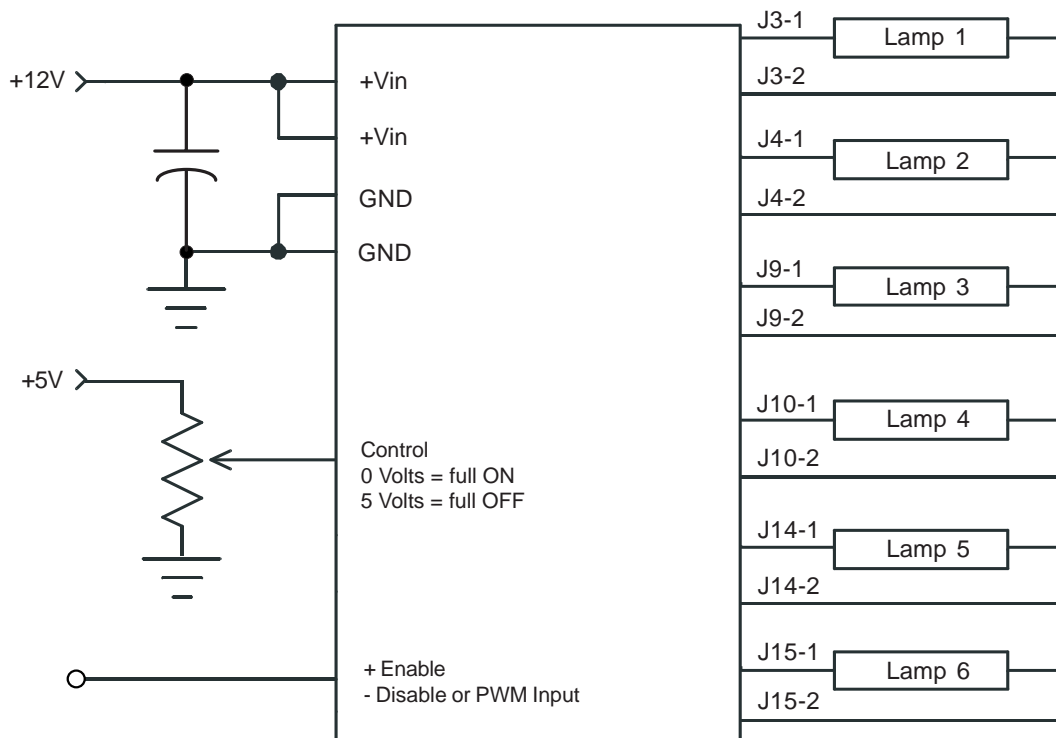 +12V
+Vin
+Vin
GND
GND
+5V
Control
0 Volts = full ON
5 Volts = full OFF
+ Enable
- Disable or PWM Input
J3-1
Lamp 1
J3-2
J4-1
Lamp 2
J4-2
J9-1
Lamp 3
J9-2
J10-1
Lamp 4
J10-2
J14-1
Lamp 5
J14-2
J15-1
Lamp 6
J15-2